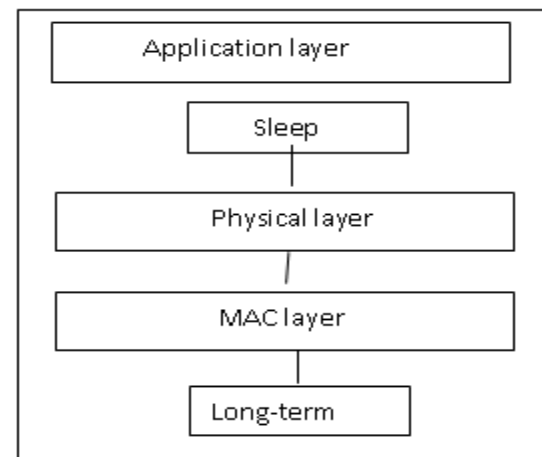 Application layer
Sleep
Physical layer
MAC layer
Long-term